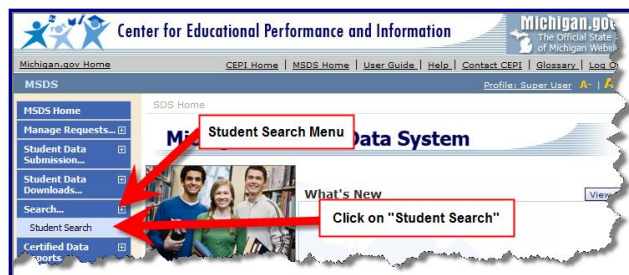 Center for Educational Performance and Information
Michigan.gov
The Official State
of Michigan Website
Michigan.gov Home
CEPI Home | MSDS Home | User Guide | Help | Contact CEPI | Glossary | Log O
MSDS
Profile: Super User A- | A
MSDS Home
SDS Home
Manage Requests...
Student Data
Submission...
Student Data
Downloads...
Search...
Student Search
Certified Data
Reports
Student Search Menu
Mic Data System
What's New
View
Click on "Student Search"